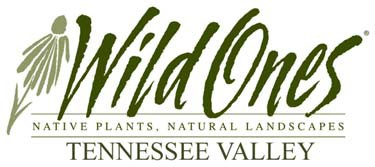 Wild Ones®
NATIVE PLANTS, NATURAL LANDSCAPES
TENNESSEE VALLEY